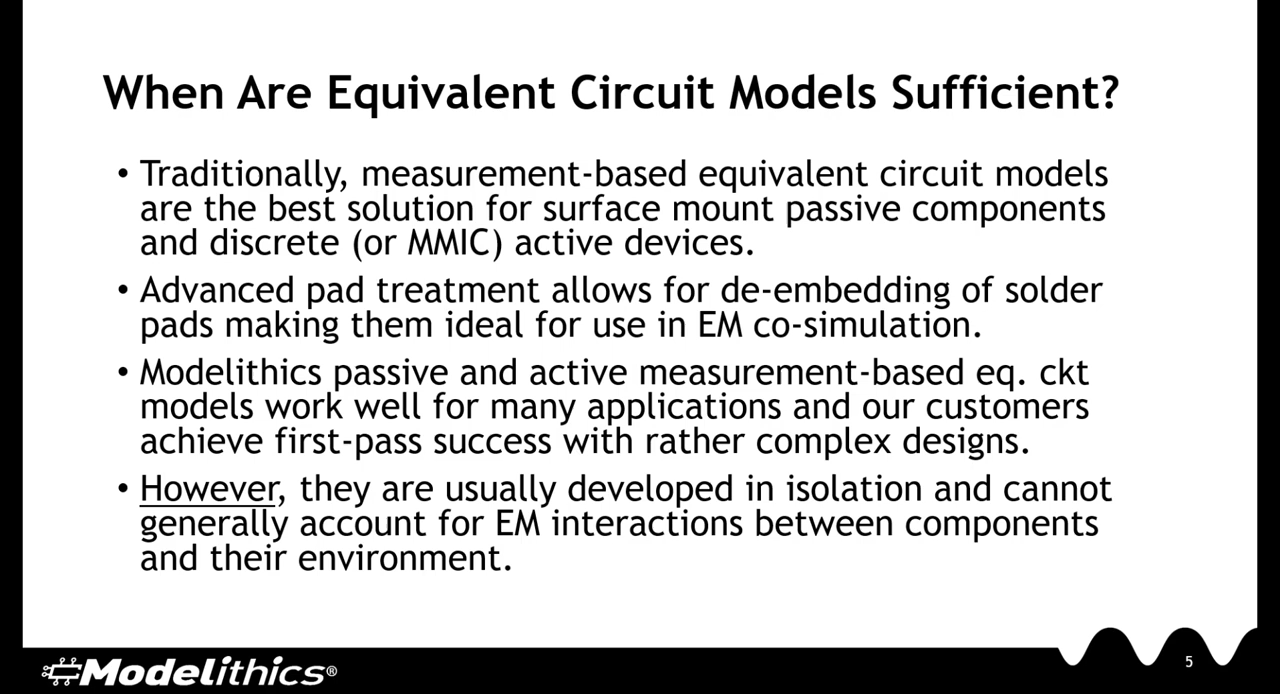 When Are Equivalent Circuit Models Sufficient?
• Traditionally, measurement-based equivalent circuit models
are the best solution for surface mount passive components
and discrete (or MMIC) active devices.
• Advanced pad treatment allows for de-embedding of solder
pads making them ideal for use in EM co-simulation.
• Modelithics passive and active measurement-based eq. ckt
models work well for many applications and our customers
achieve first-pass success with rather complex designs.
• However, they are usually developed in isolation and cannot
generally account for EM interactions between components
and their environment.
Modelithics®
5